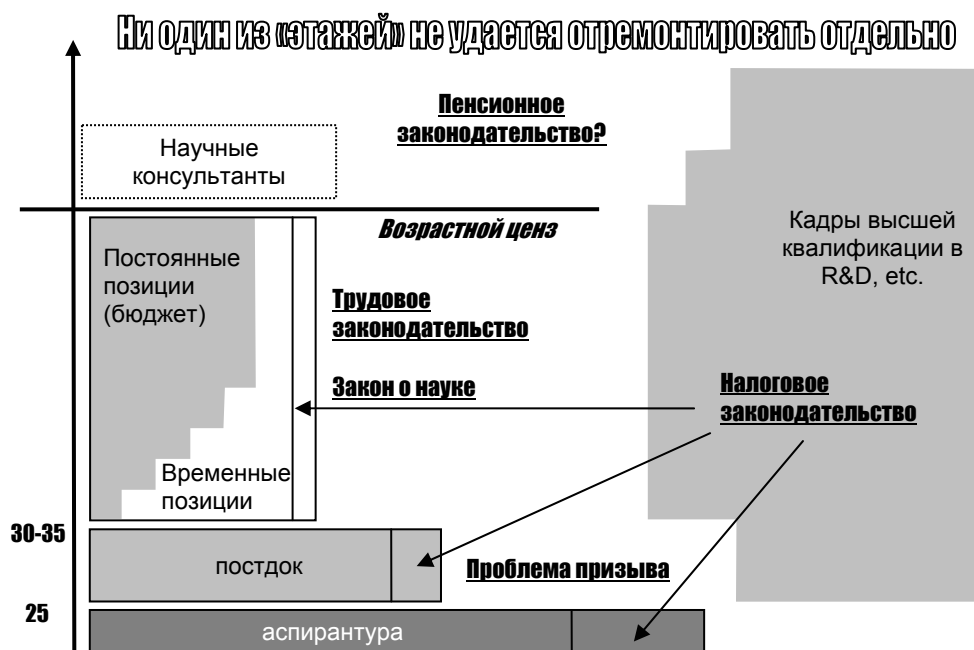 Ни один из «этажей» не удается отремонтировать отдельно
Пенсионное
законодательство?
Научные
консультанты
Возрастной ценз
Кадры высшей
квалификации в
R&D, etc.
Постоянные
позиции
(бюджет)
Трудовое
законодательство
Закон о науке
Налоговое
законодательство
Временные
позиции
30-35
постдок
Проблема призыва
25
аспирантура